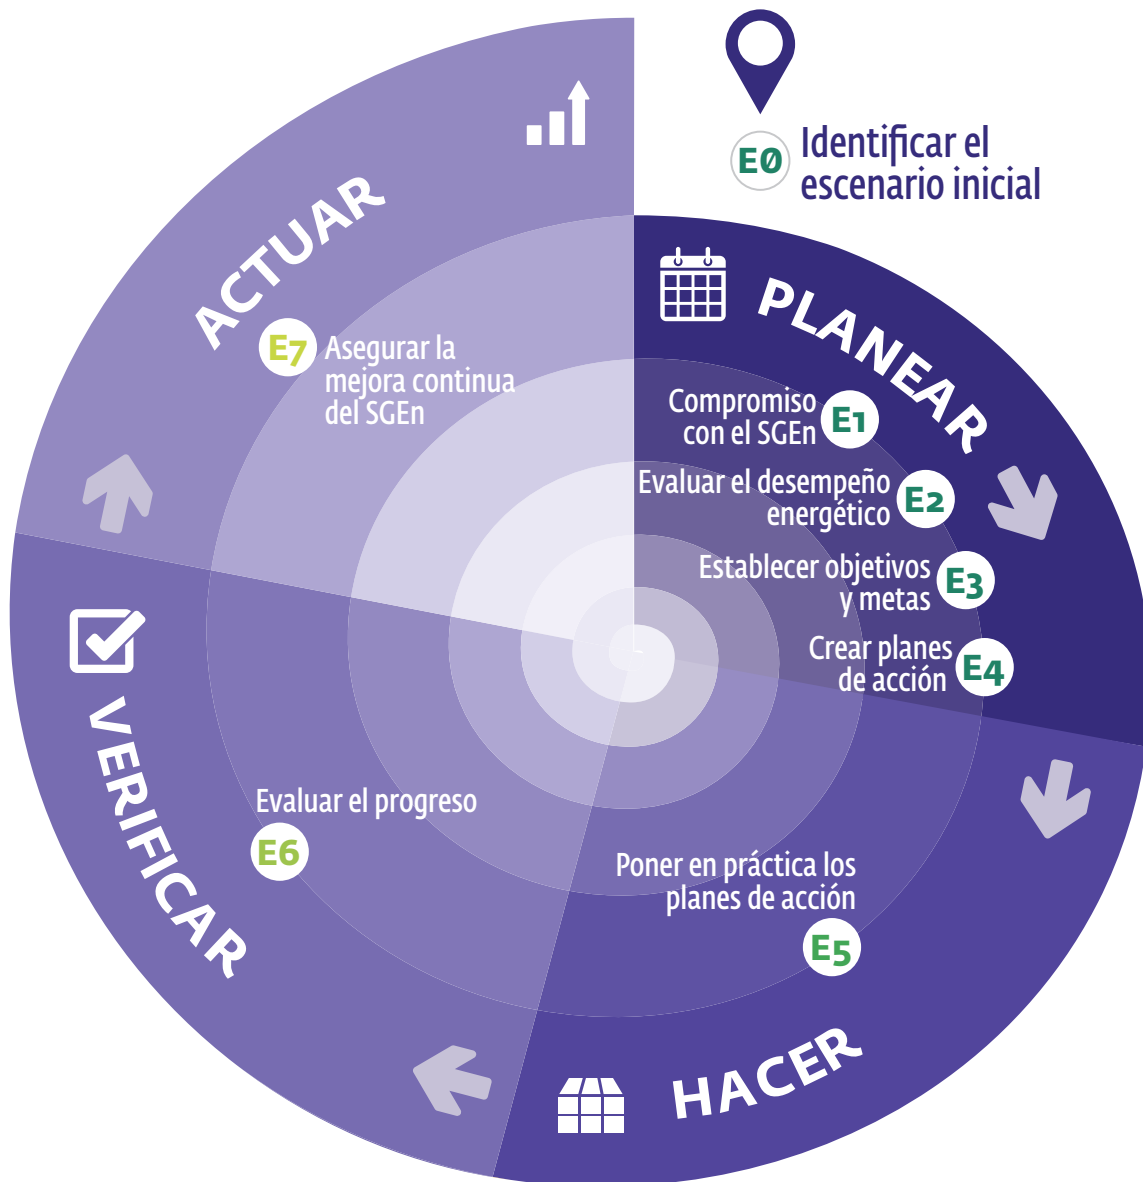 E0
Identificar el
escenario inicial
PLANEAR
Compromiso
con el SGEn
E1
Evaluar el desempeño
energético
E2
Establecer objetivos
y metas
E3
Crear planes
de acción
E4
Poner en práctica los
planes de acción
E5
HACER
Evaluar el progreso
E6
VERIFICAR
ACTUAR
E7
Asegurar la
mejora continua
del SGEn